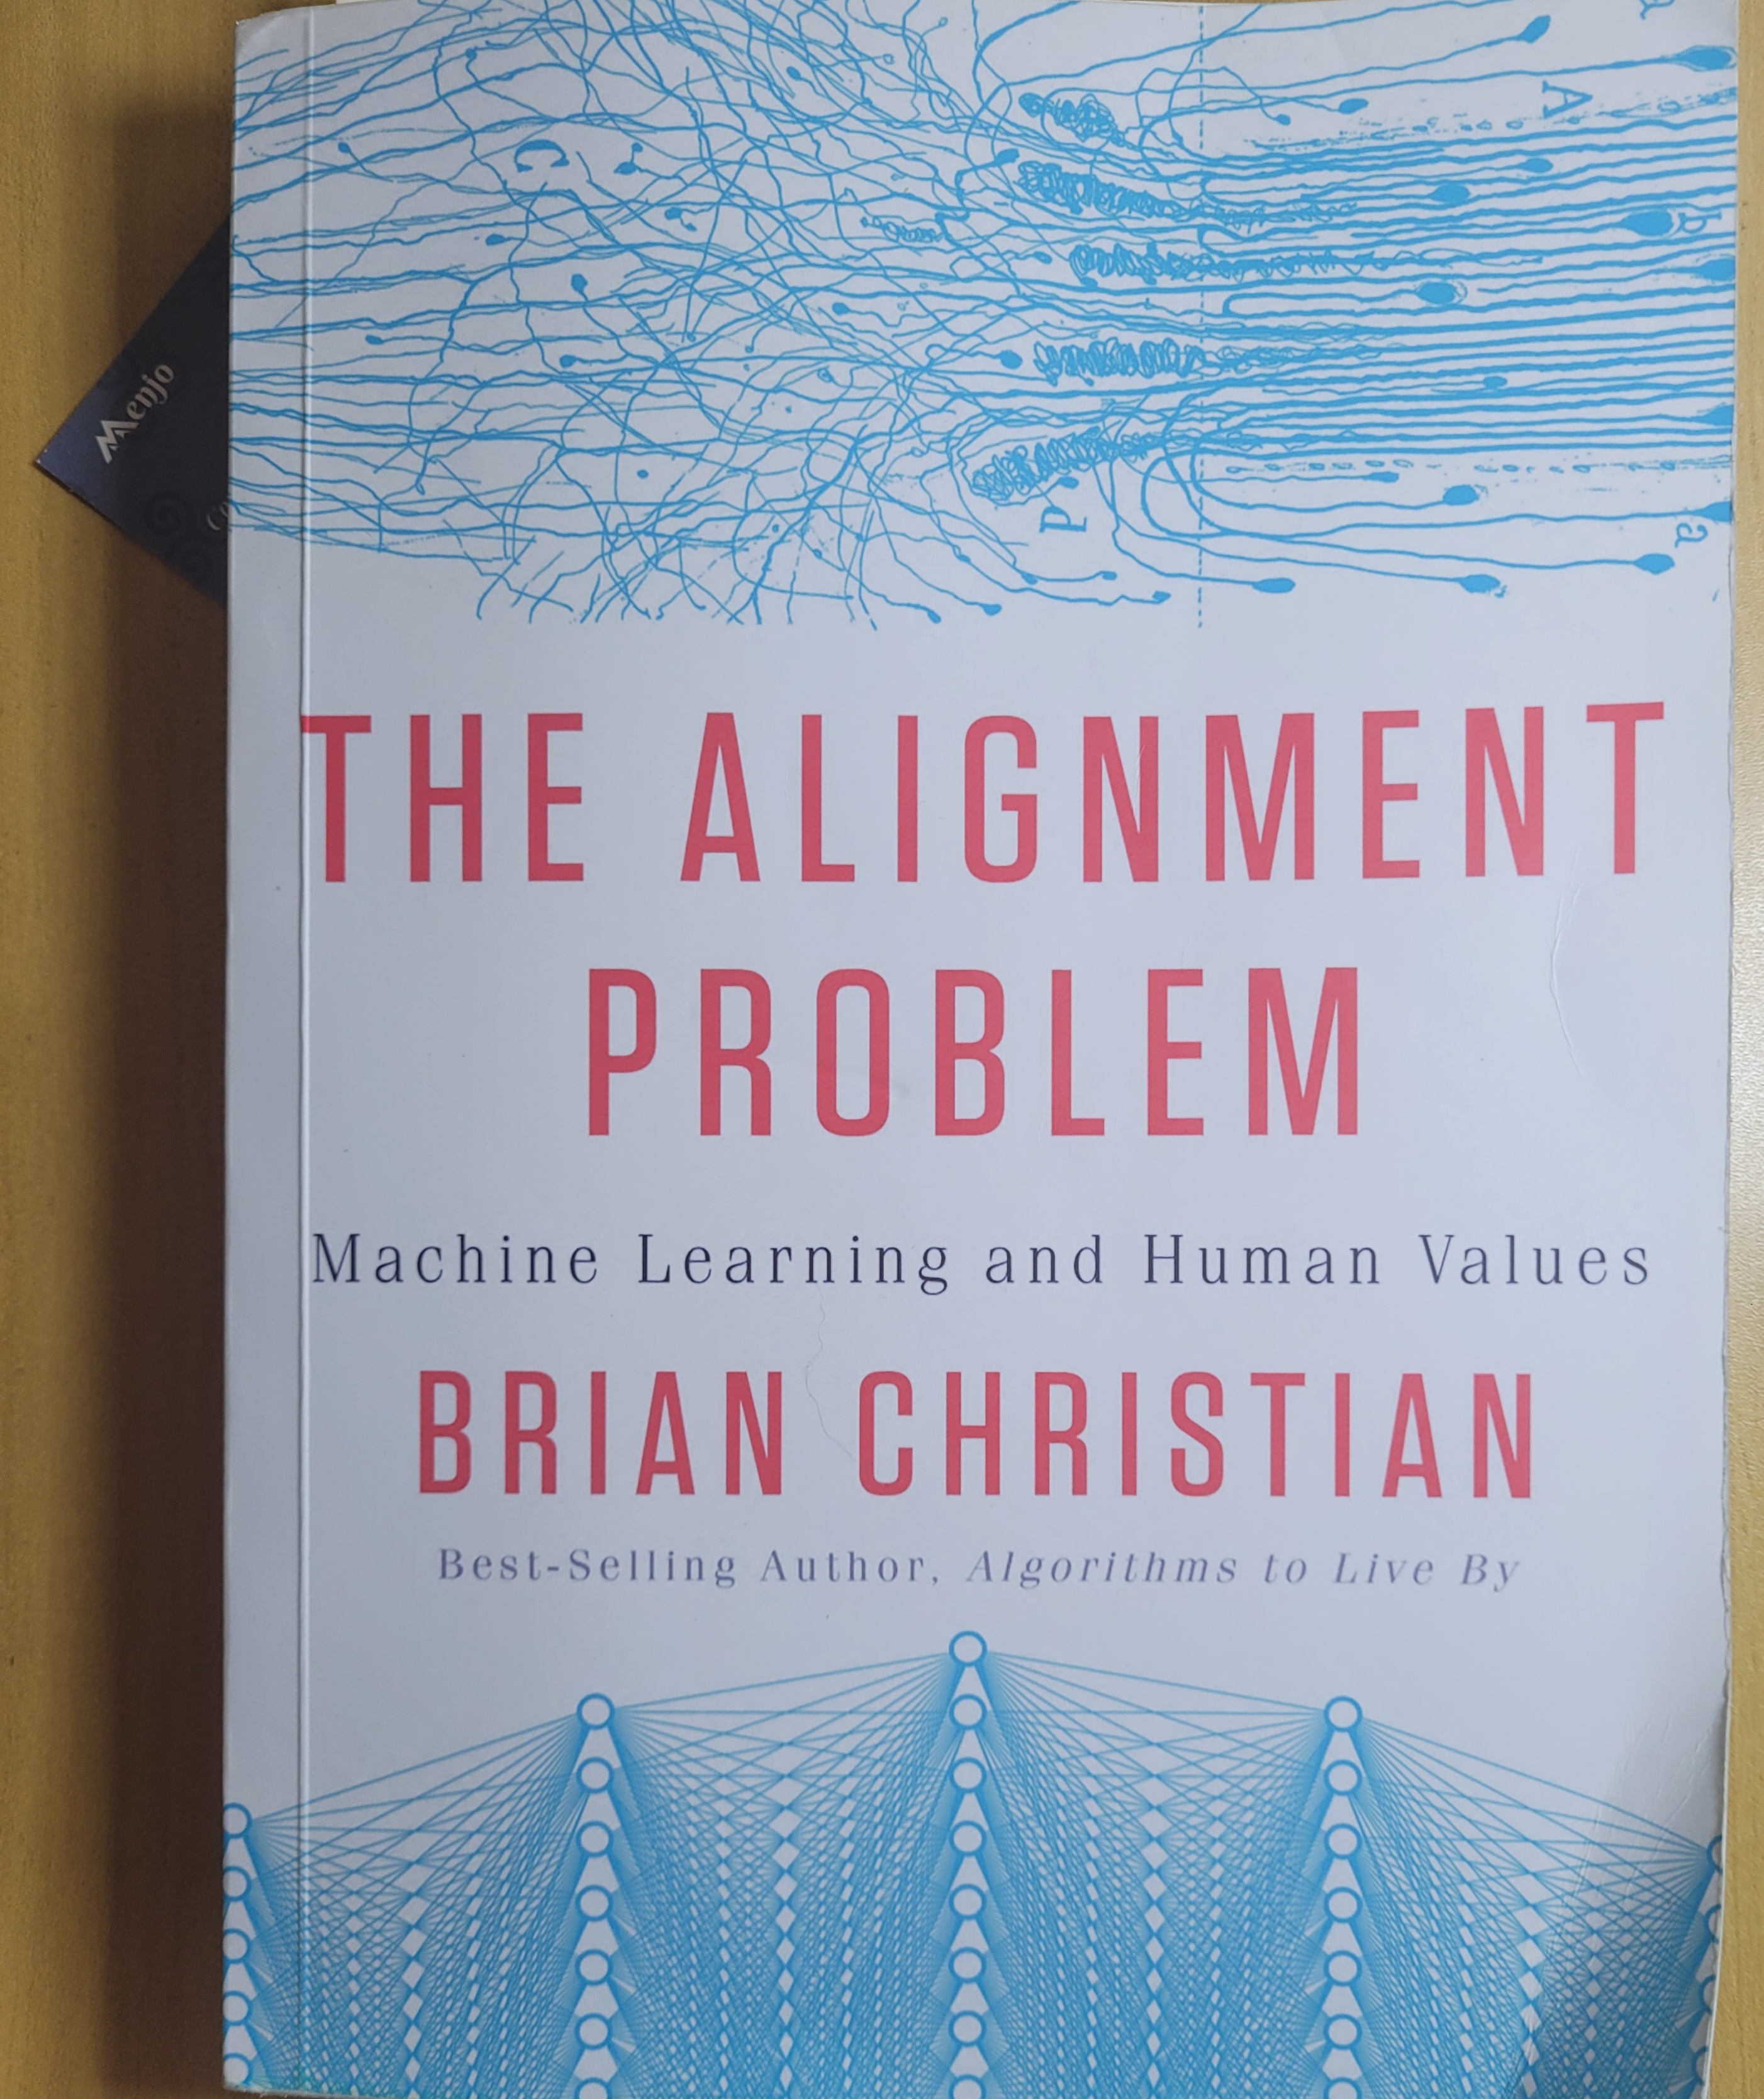 Menjo
C
A
B
P
a
THE ALIGNMENT
PROBLEM
Machine Learning and Human Values
BRIAN CHRISTIAN
Best-Selling Author, Algorithms to Live By